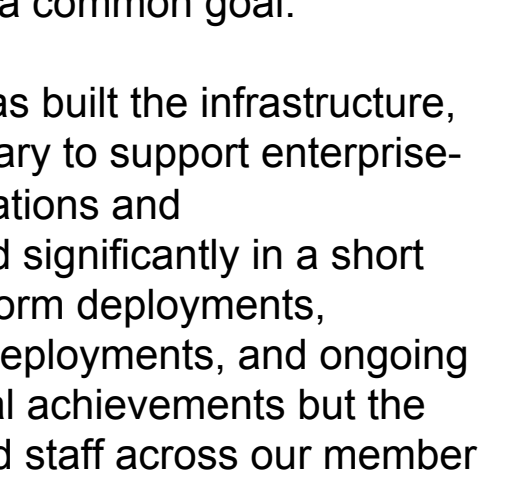 a common goal.
as built the infrastructure,
ary to support enterprise-
ations and
d significantly in a short
orm deployments,
eployments, and ongoing
al achievements but the
d staff across our member